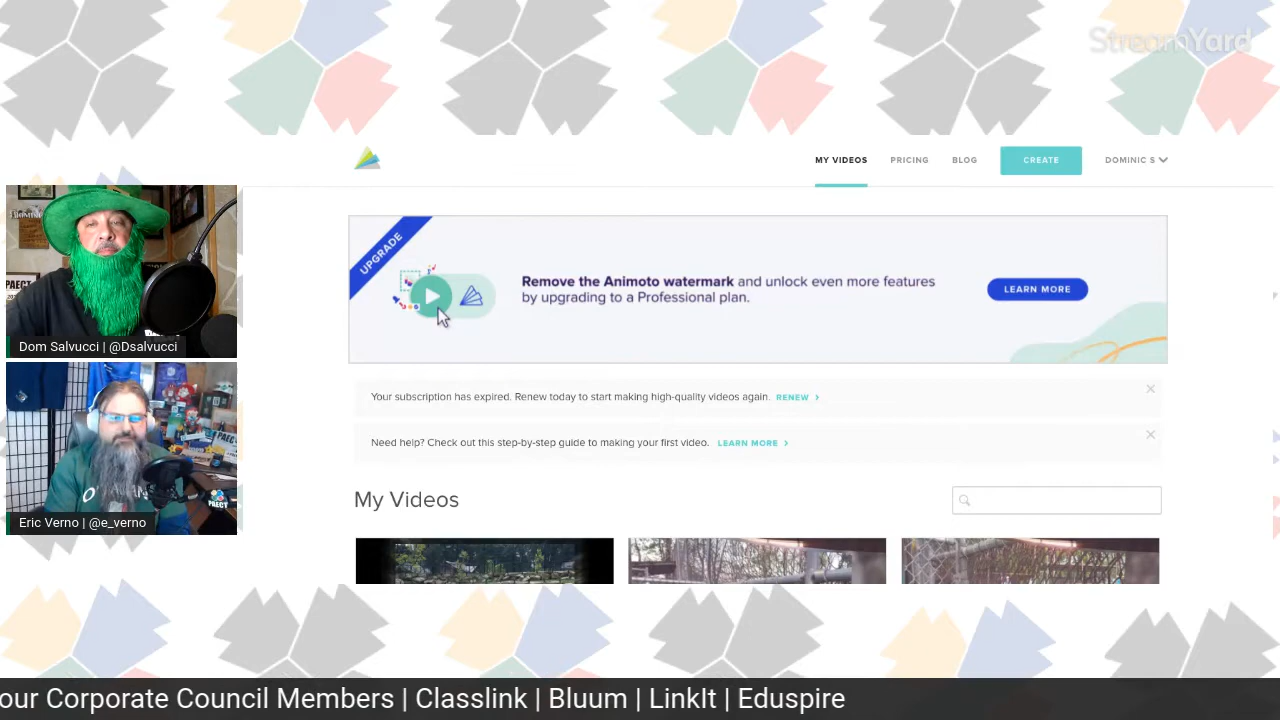 StreamYard
MY VIDEOS
PRICING
BLOG
CREATE
DOMINIC S
UPGRADE
Remove the Animoto watermark and unlock even more features
by upgrading to a Professional plan.
LEARN MORE
Your subscription has expired. Renew today to start making high-quality videos again. RENEW >
Need help? Check out this step-by-step guide to making your first video. LEARN MORE >
My Videos
PAECT
Dom Salvucci | @Dsalvucci
PAECT
PAECT
Eric Verno | @e_verno
our Corporate Council Members | Classlink | Bluum | LinkIt | Eduspire